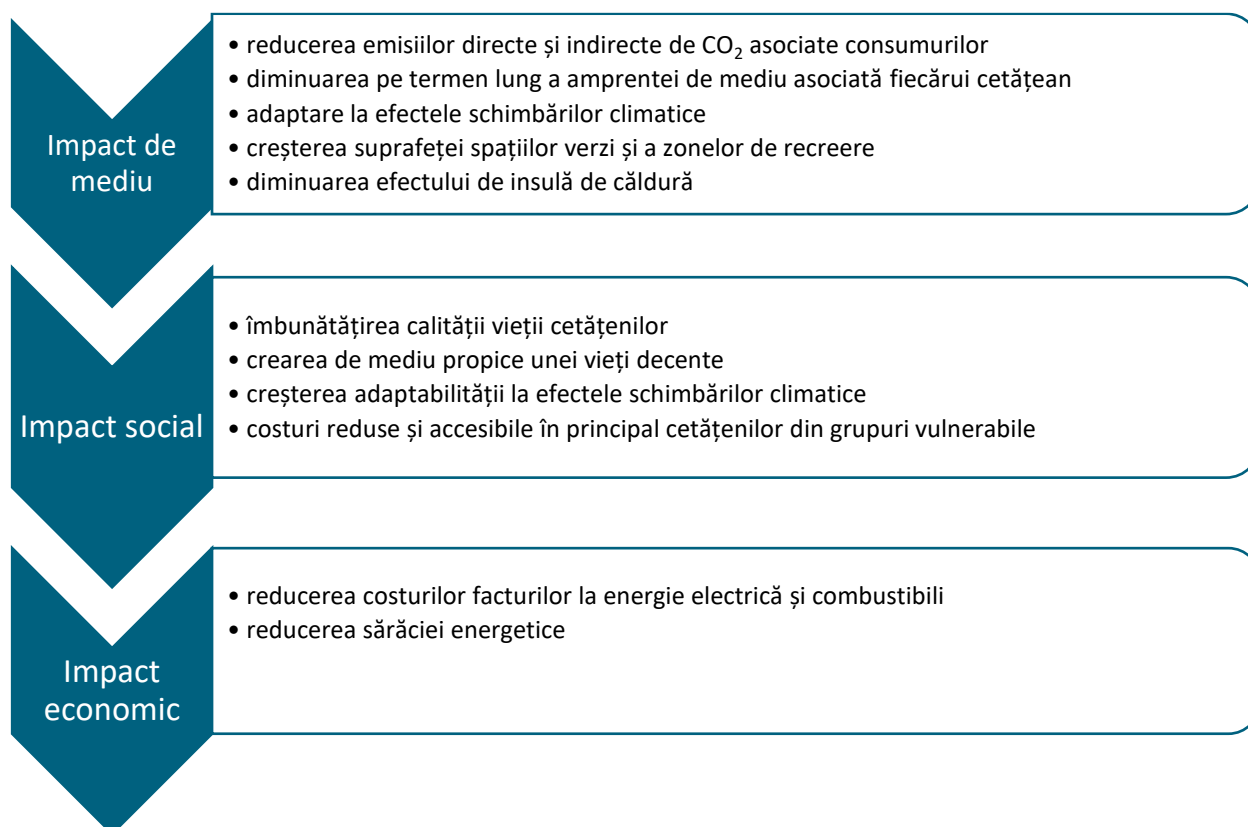 Impact de
mediu
• reducerea emisiilor directe și indirecte de CO₂ asociate consumurilor
• diminuarea pe termen lung a amprentei de mediu asociată fiecărui cetățean
• adaptare la efectele schimbărilor climatice
• creșterea suprafeței spațiilor verzi și a zonelor de recreere
• diminuarea efectului de insulă de căldură
Impact social
• îmbunătățirea calității vieții cetățenilor
• crearea de mediu propice unei vieți decente
• creșterea adaptabilității la efectele schimbărilor climatice
• costuri reduse și accesibile în principal cetățenilor din grupuri vulnerabile
Impact
economic
• reducerea costurilor facturilor la energie electrică și combustibili
• reducerea sărăciei energetice